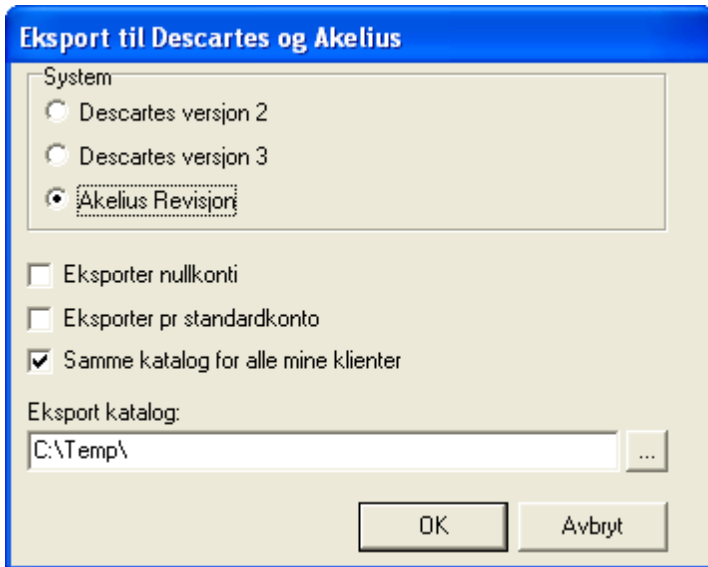 Eksport til Descartes og Akelius
System
Descartes versjon 2
Descartes versjon 3
Akelius Revisjon
Eksporter nullkonti
Eksporter pr standardkonto
Samme katalog for alle mine klienter
Eksport katalog:
C:\Temp\
...
OK Avbryt